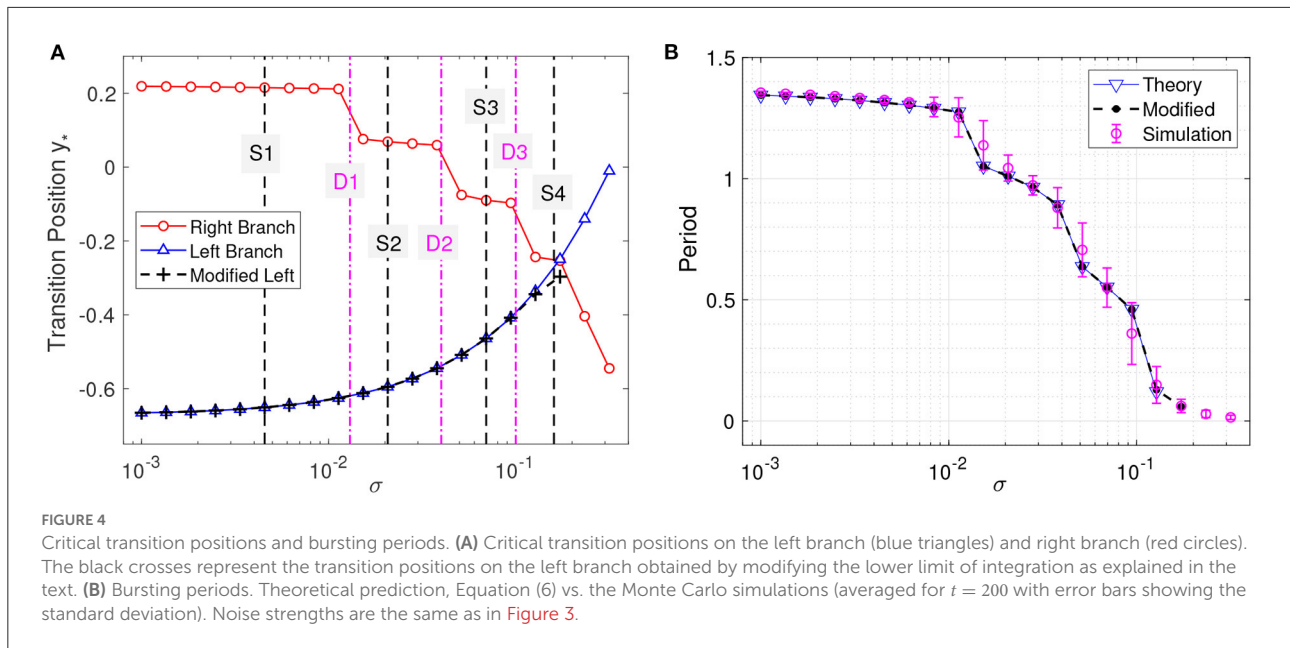 A
0.2
0
-0.2
-0.4
-0.6
Transition Position y*
S1
D1
S2
D2
S3
D3
S4
Right Branch
Left Branch
Modified Left
10^-3
10^-2
10^-1
σ
B
1.5
1
0.5
0
Period
Theory
Modified
Simulation
10^-3
10^-2
10^-1
σ
FIGURE 4
Critical transition positions and bursting periods. (A) Critical transition positions on the left branch (blue triangles) and right branch (red circles).
The black crosses represent the transition positions on the left branch obtained by modifying the lower limit of integration as explained in the
text. (B) Bursting periods. Theoretical prediction, Equation (6) vs. the Monte Carlo simulations (averaged for t = 200 with error bars showing the
standard deviation). Noise strengths are the same as in Figure 3.